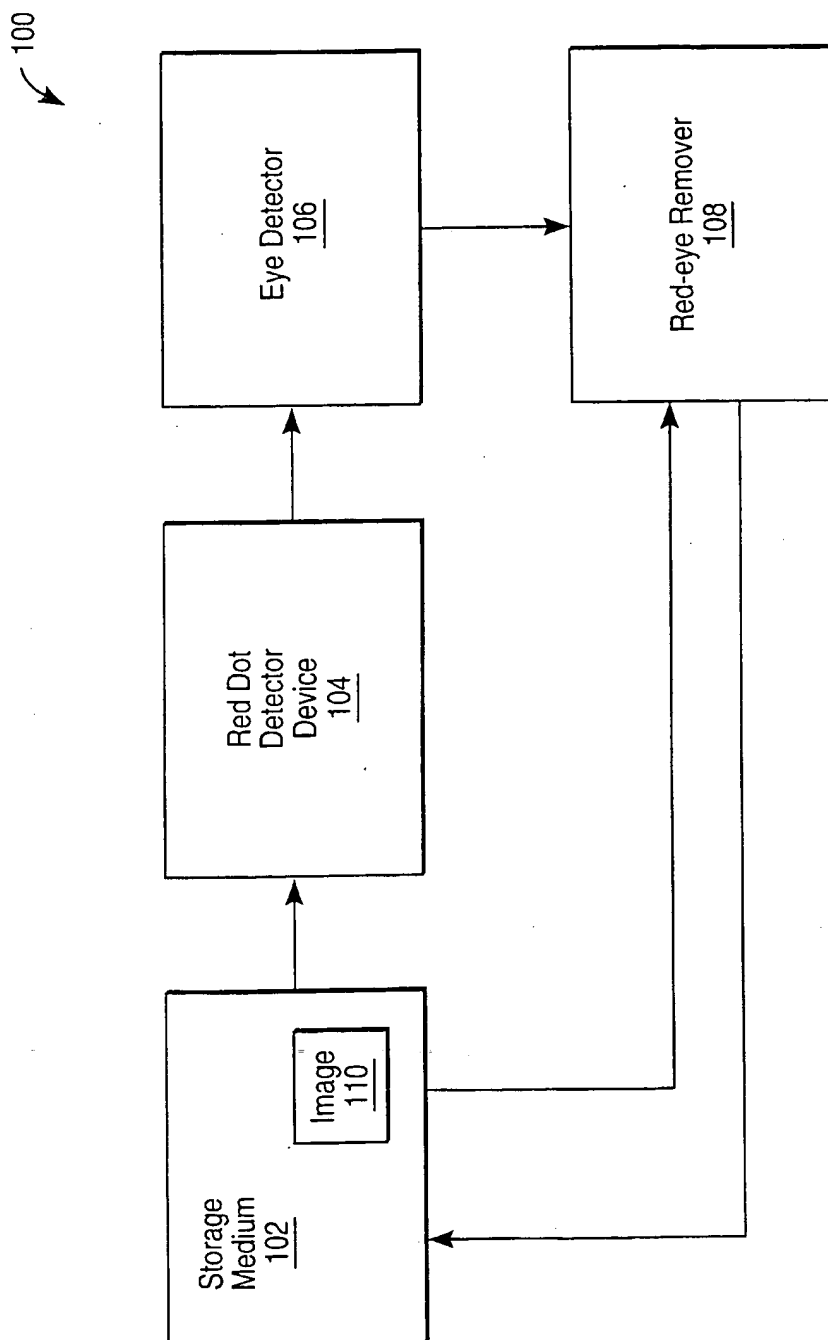 100
Storage
Medium
102
Image
110
Red Dot
Detector
Device
104
Eye Detector
106
Red-eye Remover
108